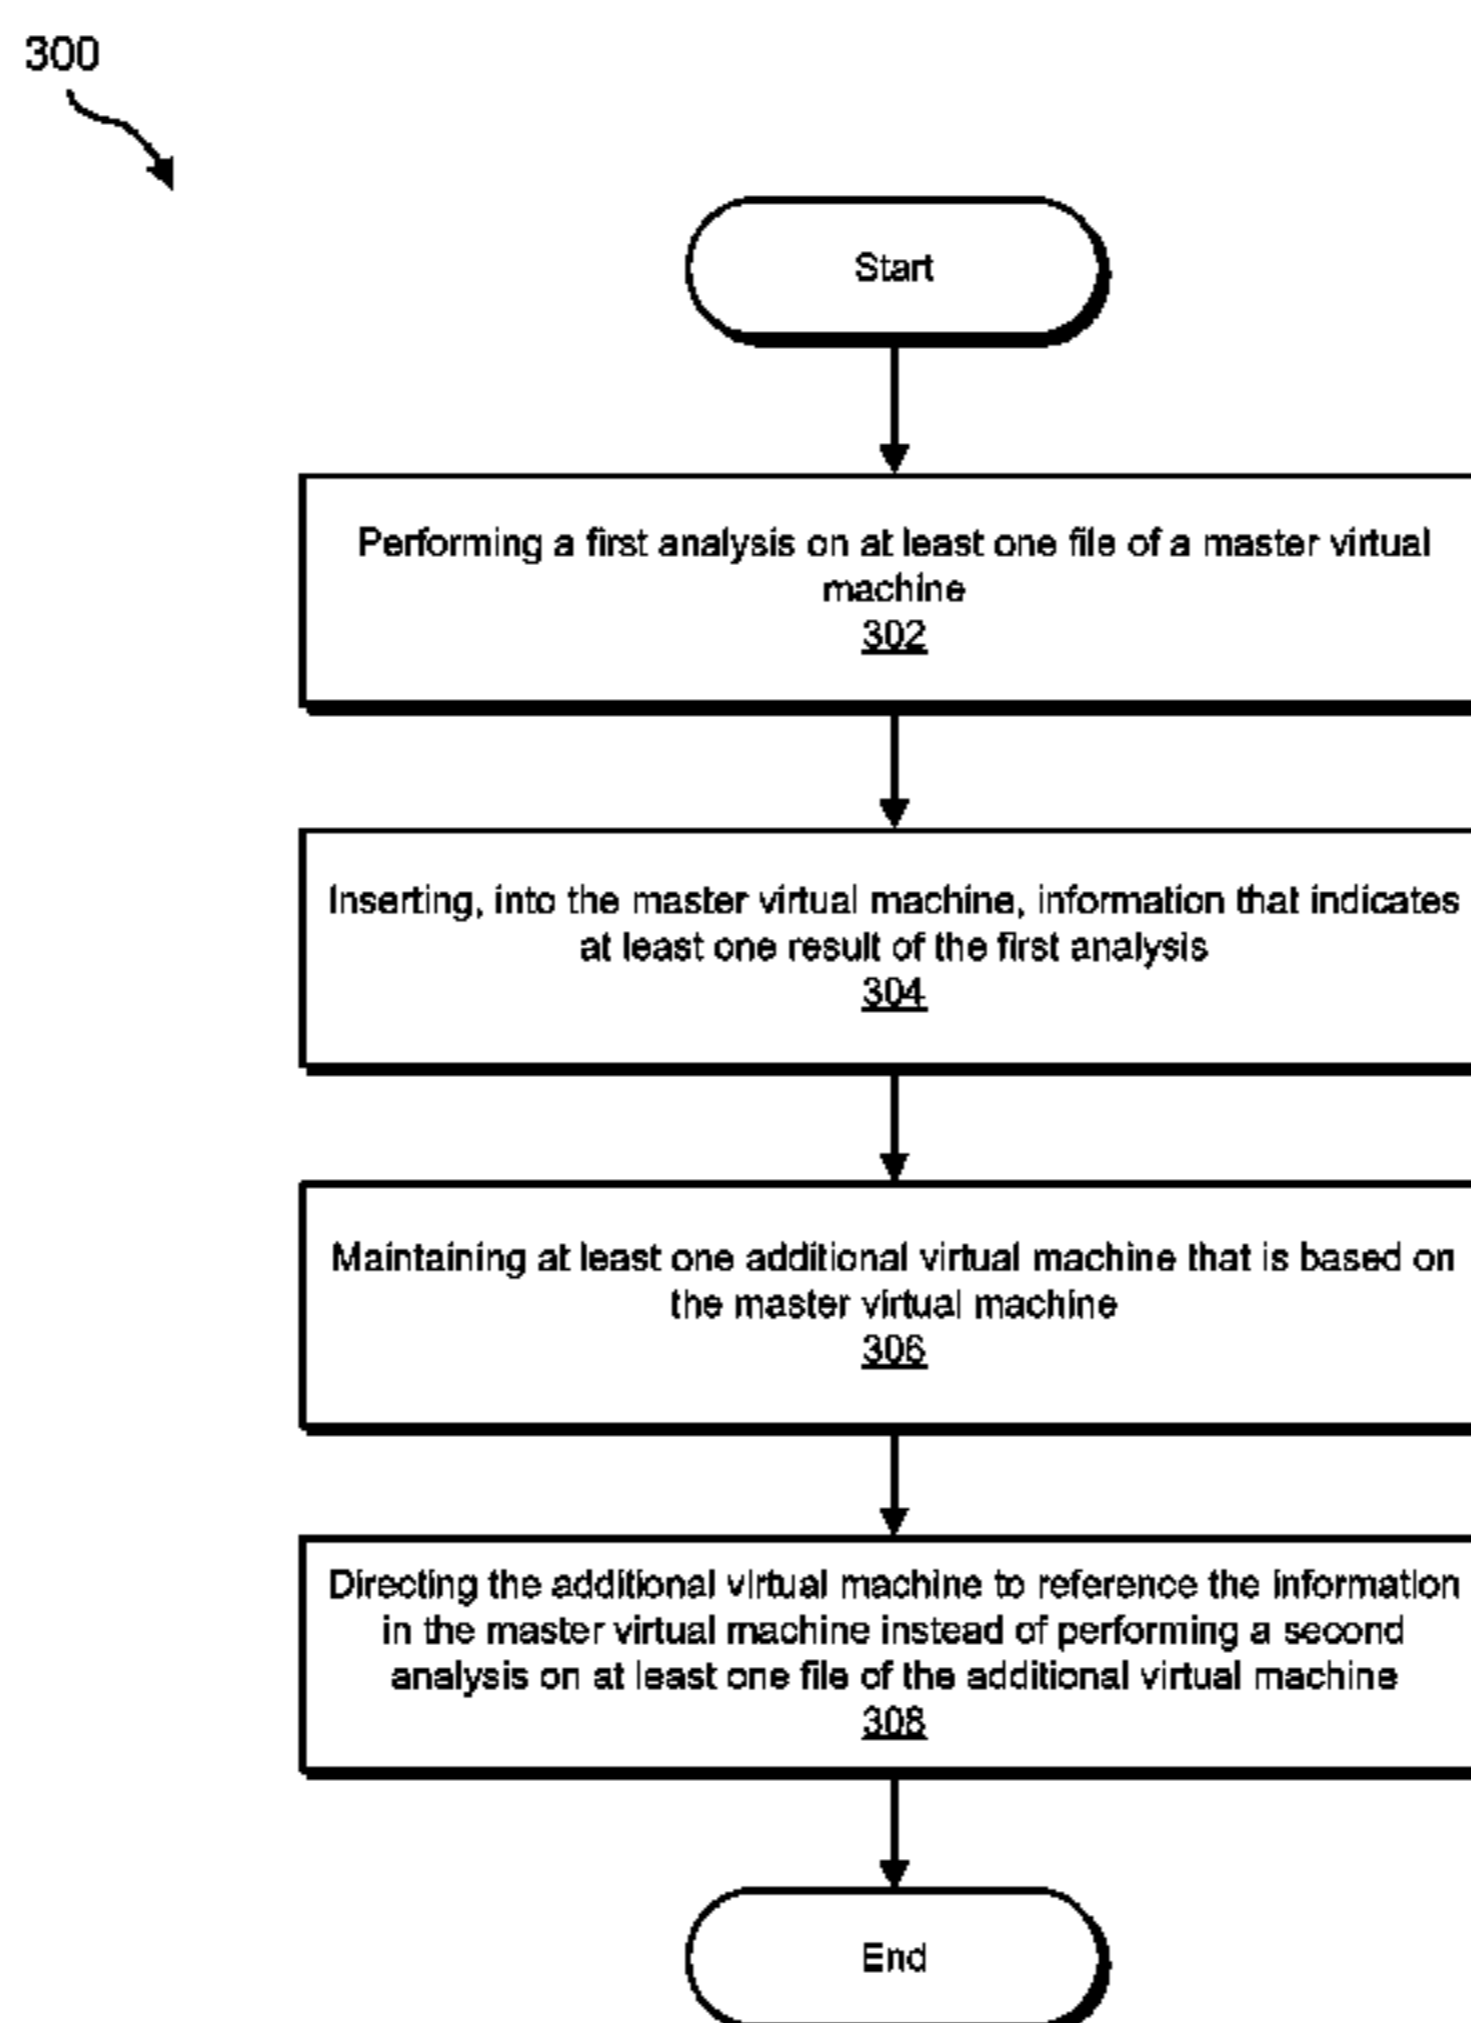 300
Start
Performing a first analysis on at least one file of a master virtual
machine
302
Inserting, into the master virtual machine, information that indicates
at least one result of the first analysis
304
Maintaining at least one additional virtual machine that is based on
the master virtual machine
306
Directing the additional virtual machine to reference the information
in the master virtual machine instead of performing a second
analysis on at least one file of the additional virtual machine
308
End